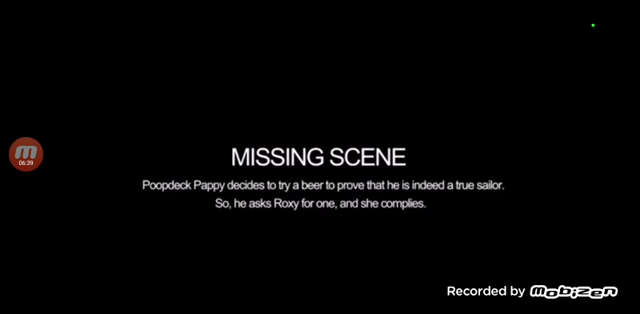 MISSING SCENE
Poopdeck Pappy decides to try a beer to prove that he is indeed a true sailor.
So, he asks Roxy for one, and she complies.
06:39
Recorded by Mobizen